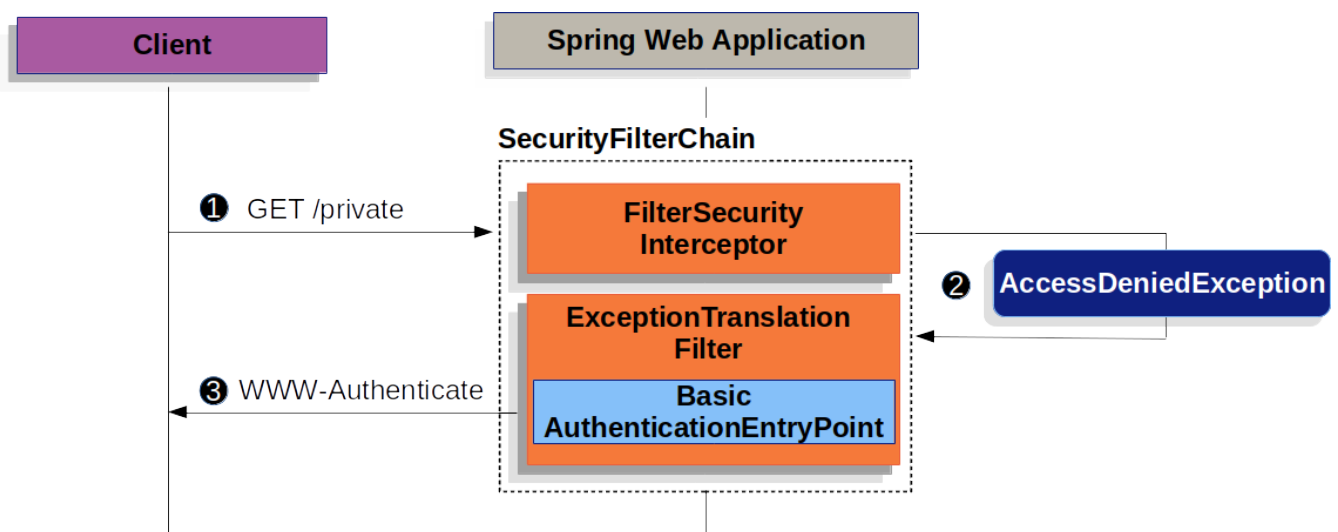 Client
Spring Web Application
SecurityFilterChain
❶ GET /private
FilterSecurity
Interceptor
❷
AccessDeniedException
ExceptionTranslation
Filter
❸ WWW-Authenticate
Basic
AuthenticationEntryPoint